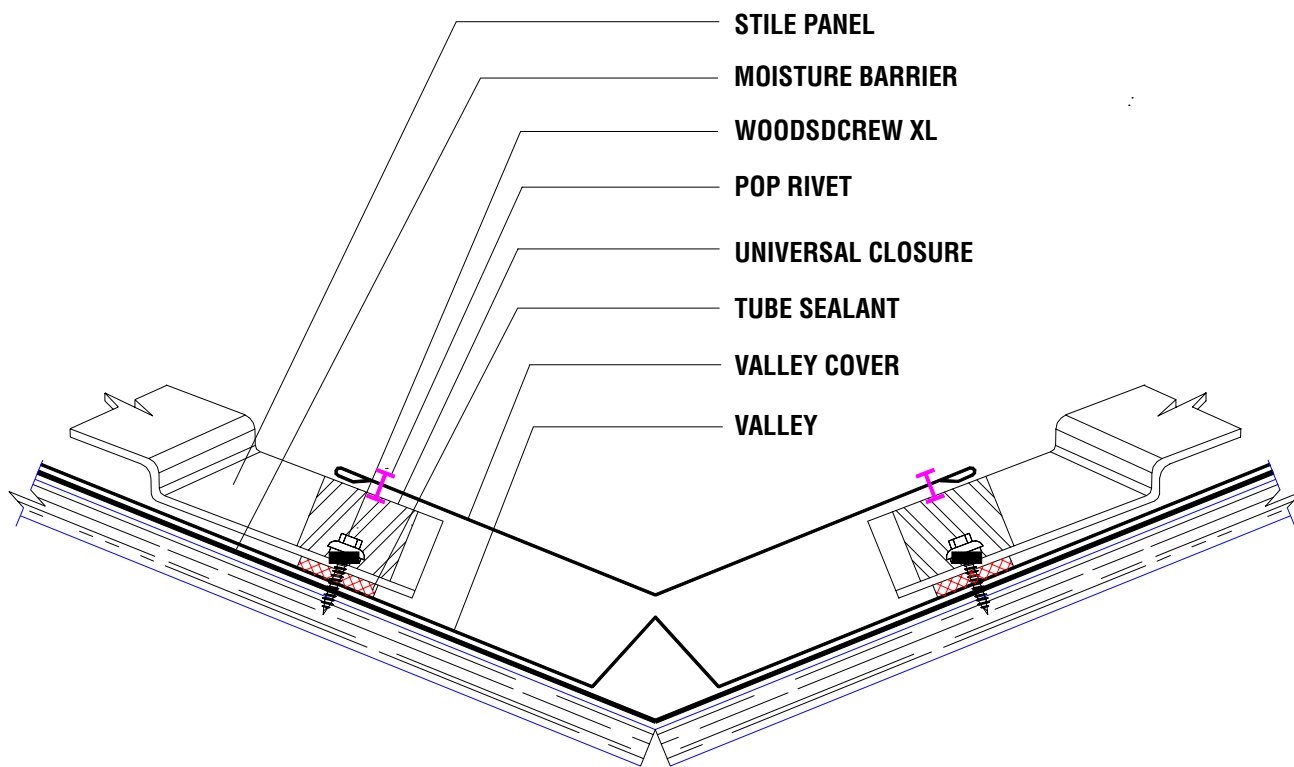 STILE PANEL
MOISTURE BARRIER
WOODSDCREW XL
POP RIVET
UNIVERSAL CLOSURE
TUBE SEALANT
VALLEY COVER
VALLEY